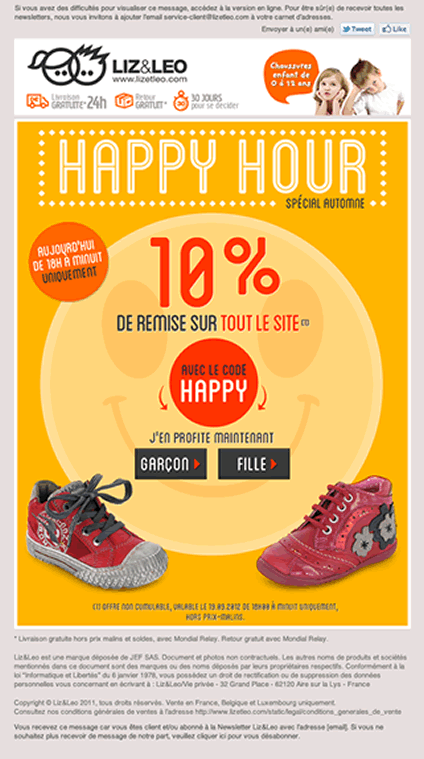 Si vous avez des difficultés pour visualiser ce message, accédez à la version en ligne. Pour être sûr(e) de recevoir toutes les
newsletters, nous vous invitons à ajouter l'email service-client@lizetleo.com à votre carnet d'adresses.
Envoyer à un(e) ami(e) Tweet Like
LIZ&LEO
www.lizetleo.com
Chaussures
enfant de
0 à 12 ans
Livraison
GRATUITE* 24h
Retour
GRATUIT*
30 JOURS
pour se décider
HAPPY HOUR
SPÉCIAL AUTOMNE
AUJOURD'HUI
DE 18H A MINUIT
UNIQUEMENT
10%
DE REMISE SUR TOUT LE SITE (1)
AVEC LE CODE
HAPPY
J'EN PROFITE MAINTENANT
GARÇON
FILLE
(1) OFFRE NON CUMULABLE, VALABLE LE 19.09.2012 DE 18H00 À MINUIT UNIQUEMENT,
HORS PRIX-MALINS.
* Livraison gratuite hors prix malins et soldes, avec Mondial Relay. Retour gratuit avec Mondial Relay.
Liz&Leo est une marque déposée de JEF SAS. Document et photos non contractuels. Les autres noms de produits et sociétés
mentionnés dans ce document sont des marques ou des noms déposés par leurs propriétaires respectifs. Conformément à la
loi "Informatique et Libertés" du 6 janvier 1978, vous possédez un droit de rectification ou de suppression des données
personnelles vous concernant en écrivant à : Liz&Leo/Vie privée - 32 Grand Place - 62120 Aire sur la Lys - France
Copyright © Liz&Leo 2011, tous droits réservés. Vente en France, Belgique et Luxembourg uniquement.
Consultez nos conditions générales de ventes à l'adresse http://www.lizetleo.com/static/legal/conditions_generales_de_vente
Vous recevez ce message car vous êtes client et/ou abonné à la Newsletter Liz&Leo avec l'adresse [email]. Si vous ne
souhaitez plus recevoir de message de notre part, veuillez cliquer ici pour vous désabonner.